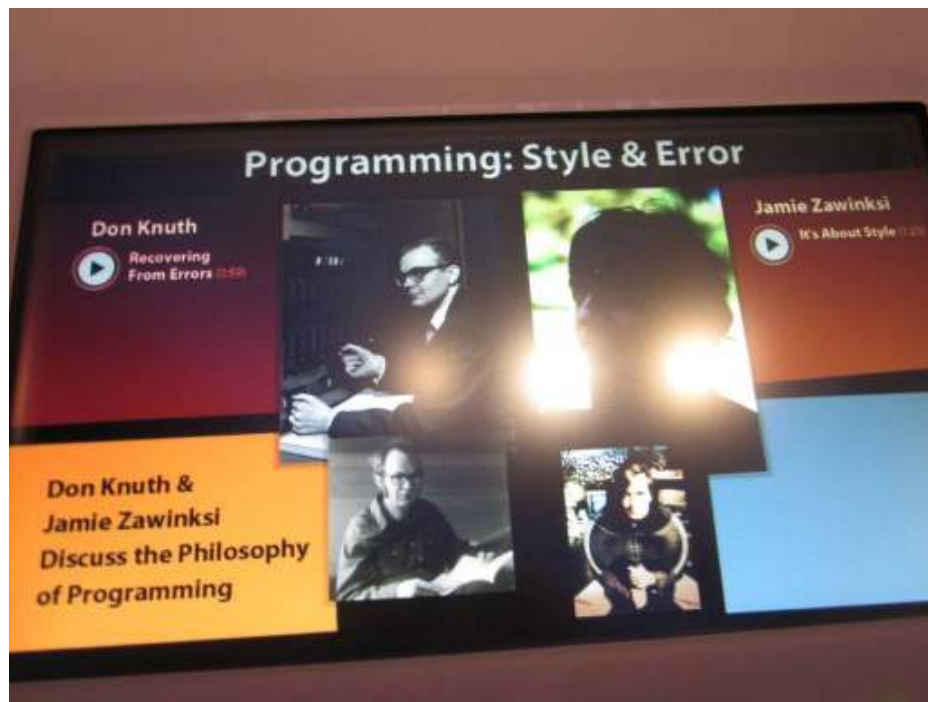 Programming: Style & Error
Don Knuth
Recovering
From Errors
Jamie Zawinksi
It's About Style
Don Knuth &
Jamie Zawinksi
Discuss the Philosophy
of Programming